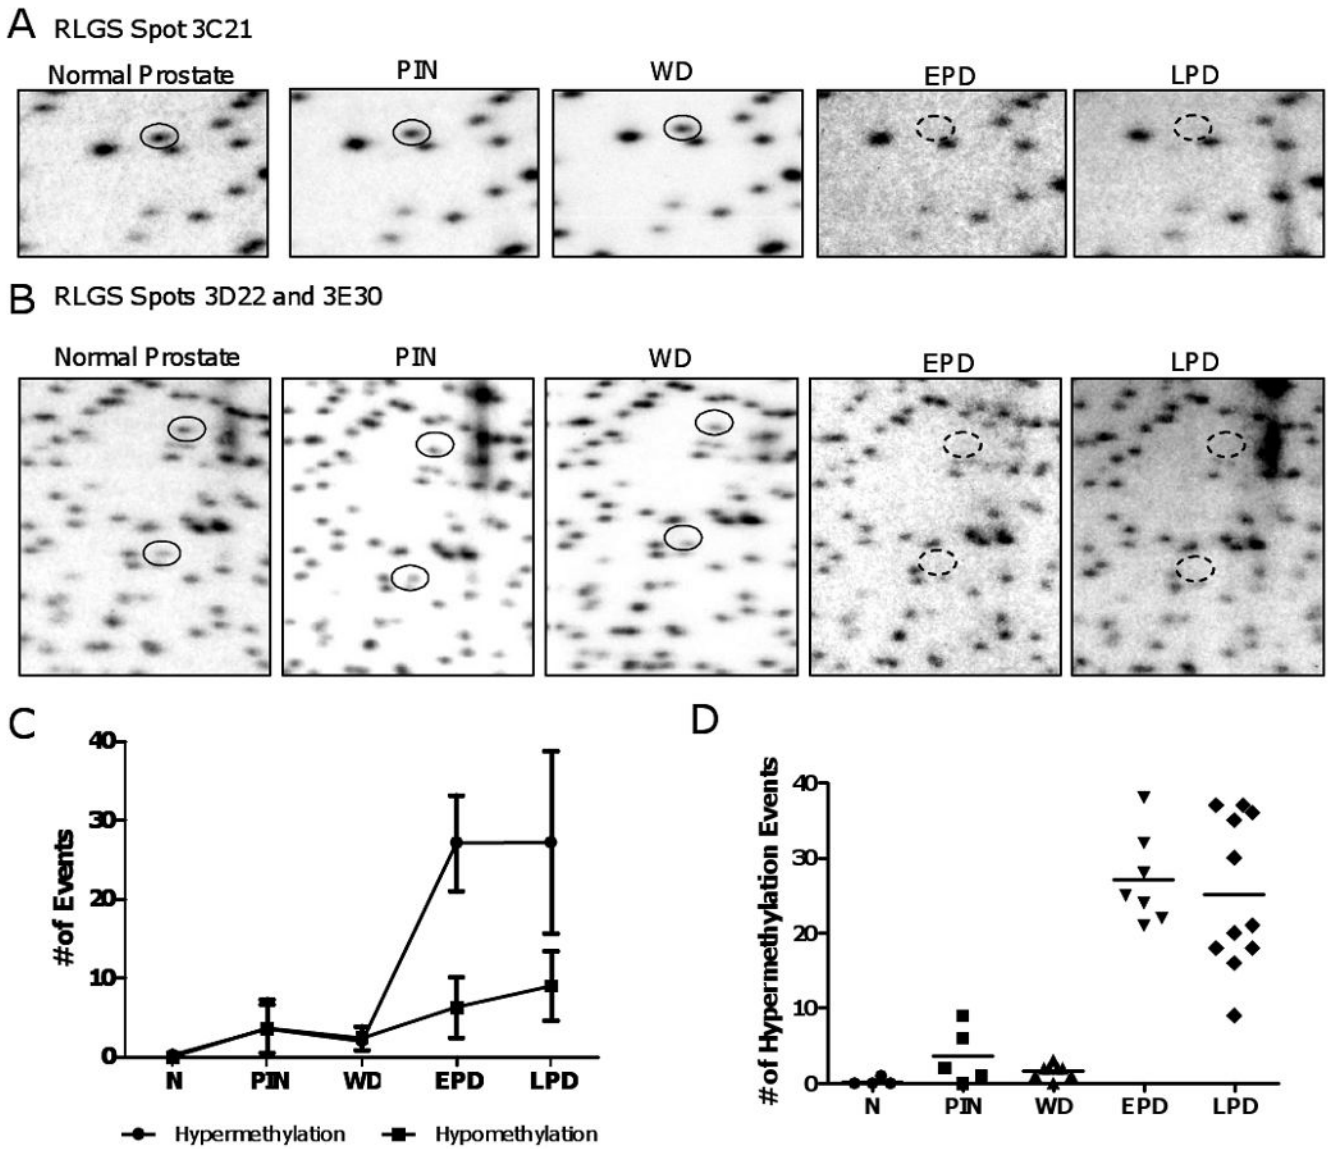 A RLGS Spot 3C21
Normal Prostate PIN WD EPD LPD
B RLGS Spots 3D22 and 3E30
Normal Prostate PIN WD EPD LPD
C
# of Events
40
30
20
10
0
N PIN WD EPD LPD
Hypermethylation Hypomethylation
D
# of Hypermethylation Events
40
30
20
10
0
N PIN WD EPD LPD